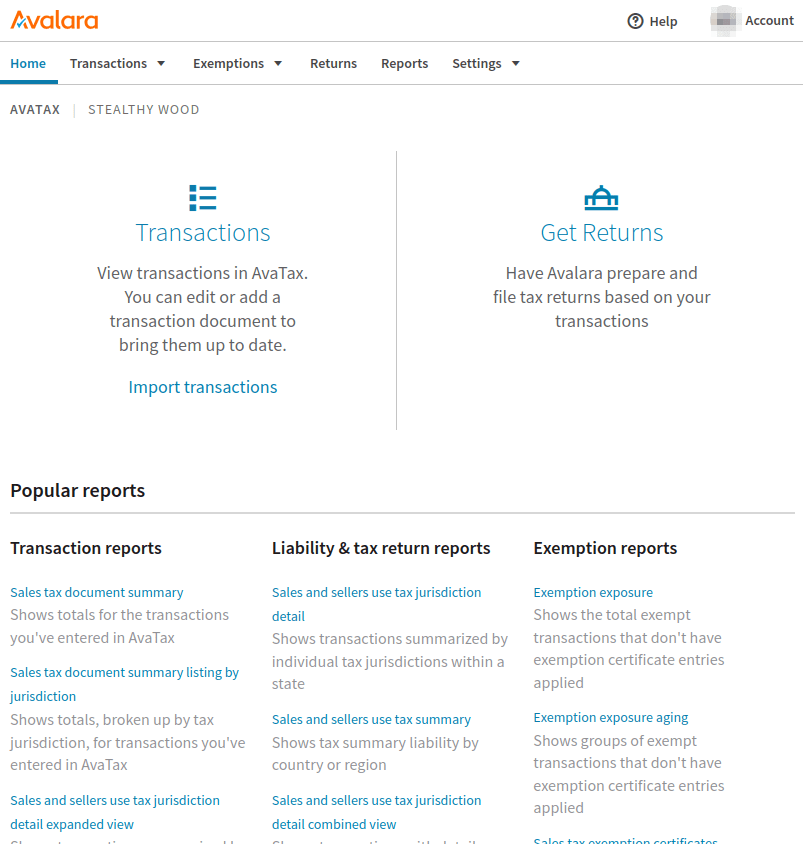 Avalara
Help
Account
Home
Transactions
Exemptions
Returns
Reports
Settings
AVATAX | STEALTHY WOOD
Transactions
View transactions in AvaTax.
You can edit or add a
transaction document to
bring them up to date.
Import transactions
Get Returns
Have Avalara prepare and
file tax returns based on your
transactions
Popular reports
Transaction reports
Sales tax document summary
Shows totals for the transactions
you've entered in AvaTax
Sales tax document summary listing by
jurisdiction
Shows totals, broken up by tax
jurisdiction, for transactions you've
entered in AvaTax
Sales and sellers use tax jurisdiction
detail expanded view
Liability & tax return reports
Sales and sellers use tax jurisdiction
detail
Shows transactions summarized by
individual tax jurisdictions within a
state
Sales and sellers use tax summary
Shows tax summary liability by
country or region
Sales and sellers use tax jurisdiction
detail combined view
Exemption reports
Exemption exposure
Shows the total exempt
transactions that don't have
exemption certificate entries
applied
Exemption exposure aging
Shows groups of exempt
transactions that don't have
exemption certificate entries
applied
Sales tax exemption certificates